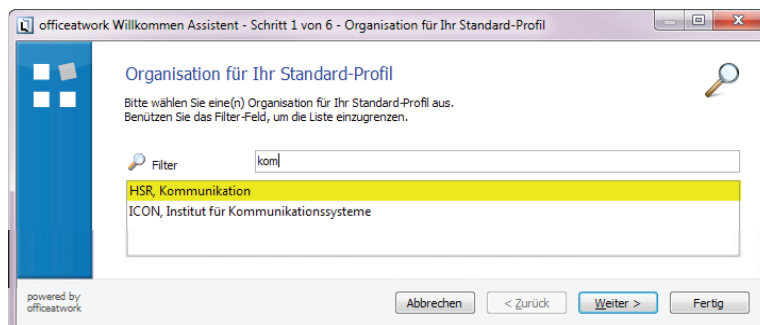 officeatwork Willkommen Assistent - Schritt 1 von 6 - Organisation für Ihr Standard-Profil
Organisation für Ihr Standard-Profil
Bitte wählen Sie eine(n) Organisation für Ihr Standard-Profil aus.
Benützen Sie das Filter-Feld, um die Liste einzugrenzen.
Filter kom
HSR, Kommunikation
ICON, Institut für Kommunikationssysteme
powered by
officeatwork
Abbrechen < Zurück Weiter > Fertig